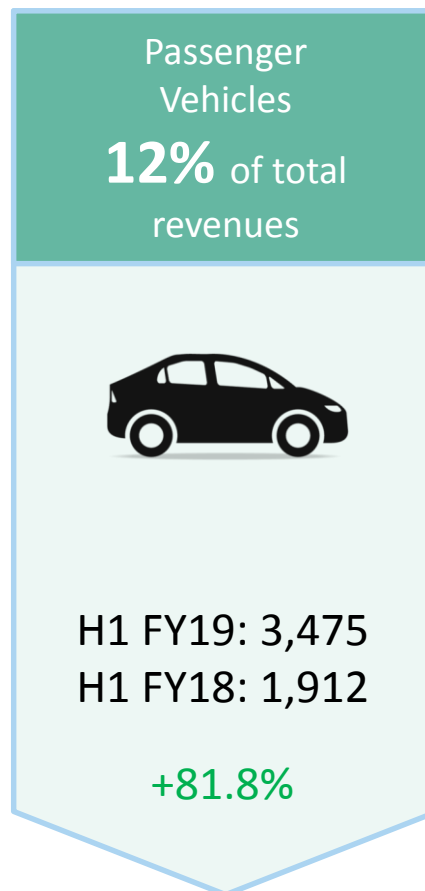 Passenger
Vehicles
12% of total
revenues
H1 FY19: 3,475
H1 FY18: 1,912
+81.8%